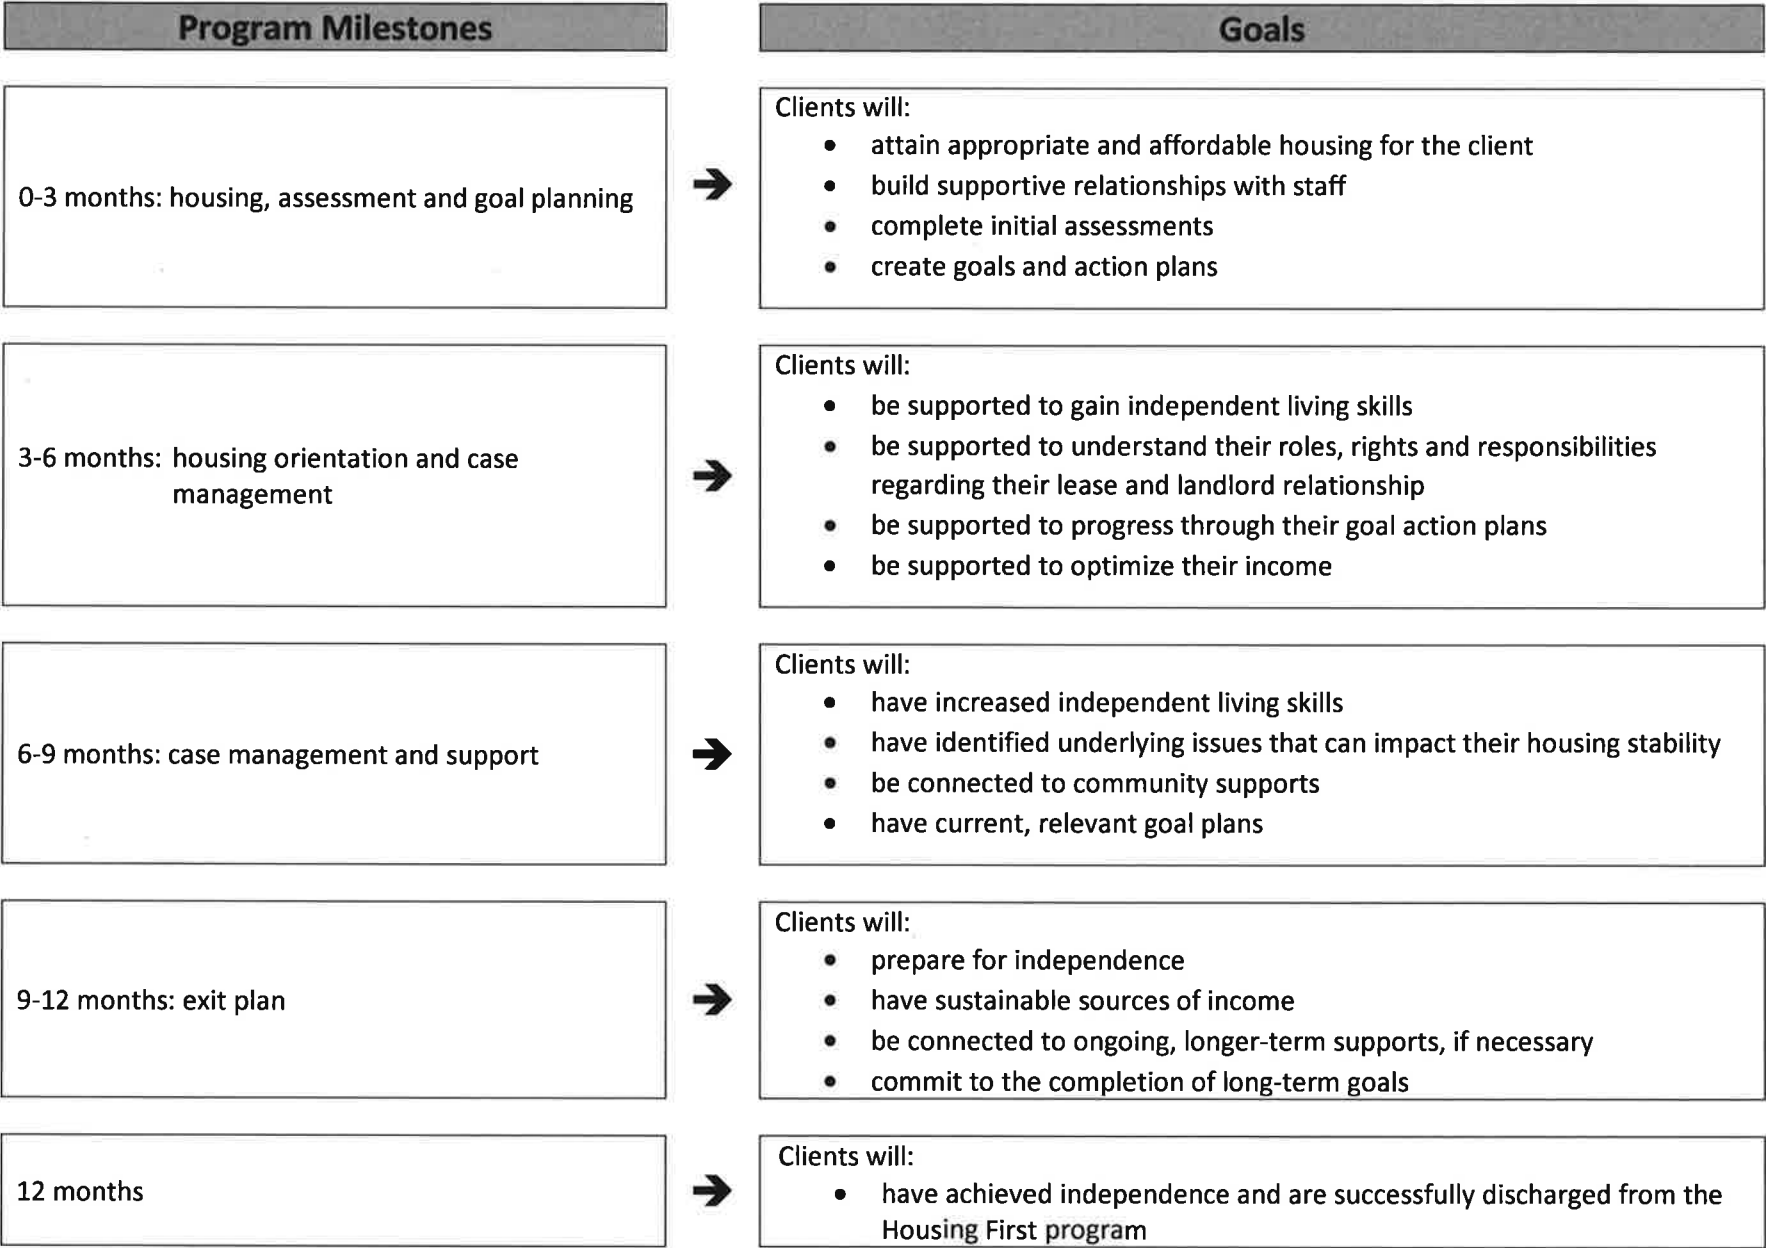 Program Milestones
Goals
0-3 months: housing, assessment and goal planning
Clients will:
• attain appropriate and affordable housing for the client
• build supportive relationships with staff
• complete initial assessments
• create goals and action plans
3-6 months: housing orientation and case
management
Clients will:
• be supported to gain independent living skills
• be supported to understand their roles, rights and responsibilities
regarding their lease and landlord relationship
• be supported to progress through their goal action plans
• be supported to optimize their income
6-9 months: case management and support
Clients will:
• have increased independent living skills
• have identified underlying issues that can impact their housing stability
• be connected to community supports
• have current, relevant goal plans
9-12 months: exit plan
Clients will:
• prepare for independence
• have sustainable sources of income
• be connected to ongoing, longer-term supports, if necessary
• commit to the completion of long-term goals
12 months
Clients will:
• have achieved independence and are successfully discharged from the
Housing First program